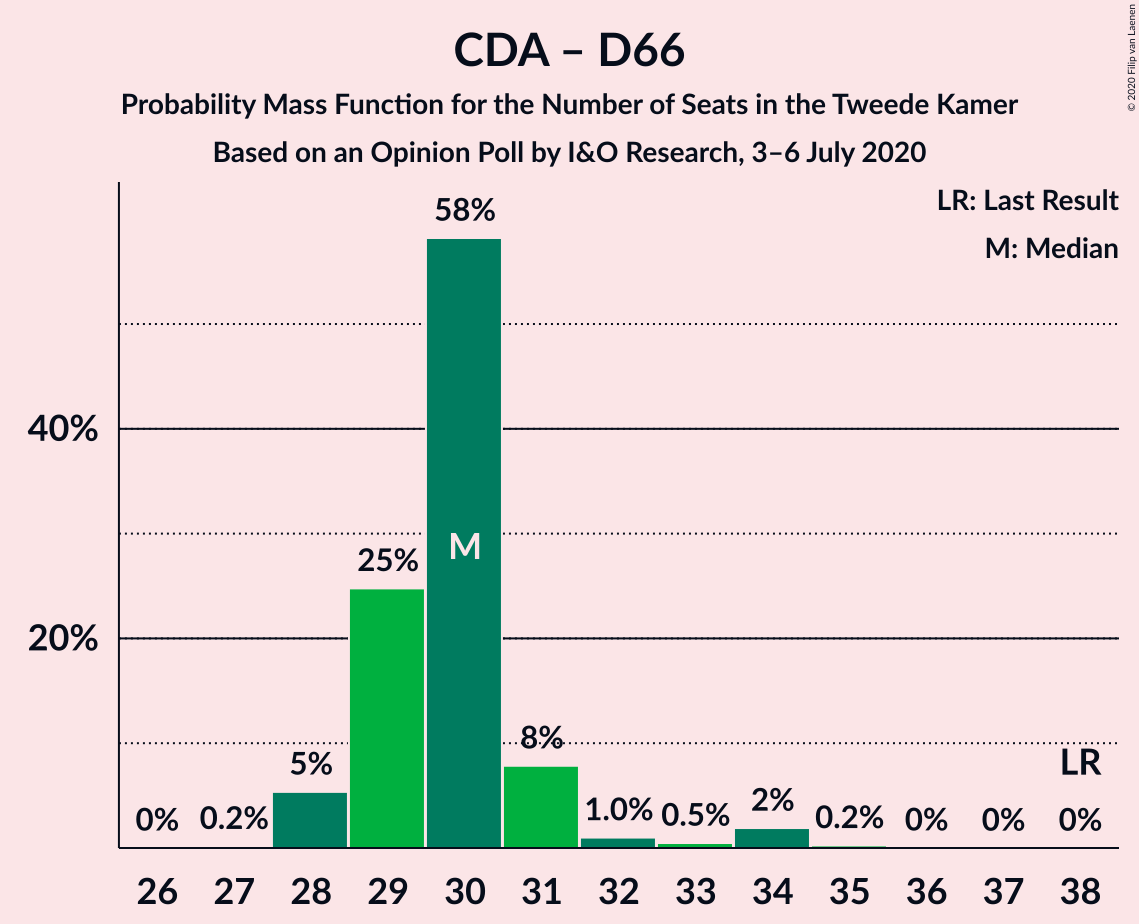 CDA – D66
Probability Mass Function for the Number of Seats in the Tweede Kamer
Based on an Opinion Poll by I&O Research, 3–6 July 2020
© 2020 Filip van Laenen
LR: Last Result
M: Median
58%
40%
M
25%
20%
8%
5%
LR
0%
0.2%
1.0%
0.5%
2%
0.2%
0%
0%
0%
26 27 28 29 30 31 32 33 34 35 36 37 38